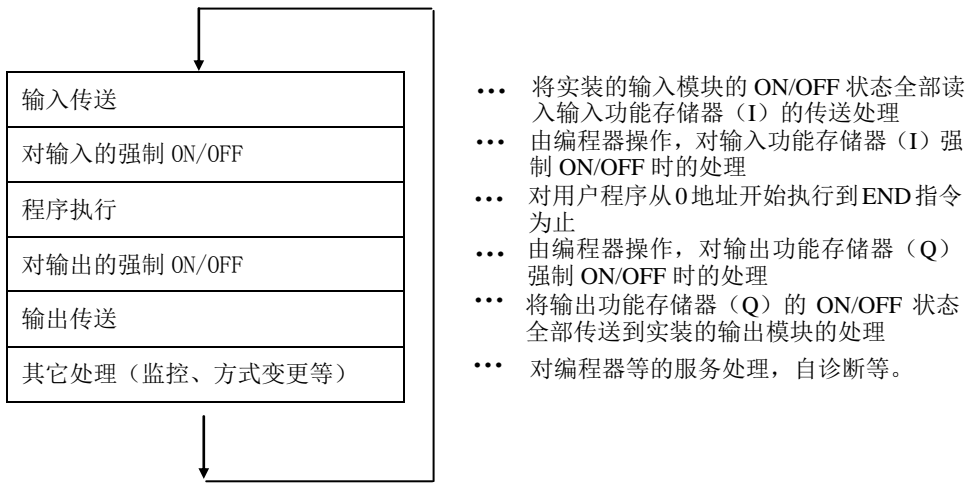 输入传送
对输入的强制 ON/OFF
程序执行
对输出的强制 ON/OFF
输出传送
其它处理（监控、方式变更等）
… 将实装的输入模块的 ON/OFF 状态全部读
入输入功能存储器（I）的传送处理
… 由编程器操作，对输入功能存储器（I）强
制 ON/OFF 时的处理
… 对用户程序从 0 地址开始执行到 END 指令
为止
… 由编程器操作，对输出功能存储器（Q）
强制 ON/OFF 时的处理
… 将输出功能存储器（Q）的 ON/OFF 状态
全部传送到实装的输出模块的处理
… 对编程器等的服务处理，自诊断等。